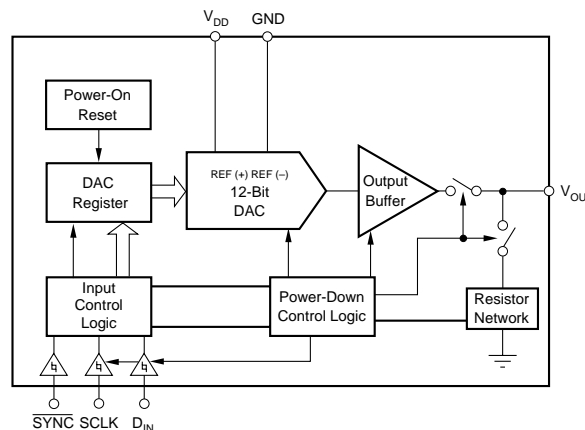 VDD GND
Power-On
Reset
DAC
Register
REF (+) REF (–)
12-Bit
DAC
Output
Buffer
VOU
Input
Control
Logic
Power-Down
Control Logic
Resistor
Network
SYNC SCLK DIN